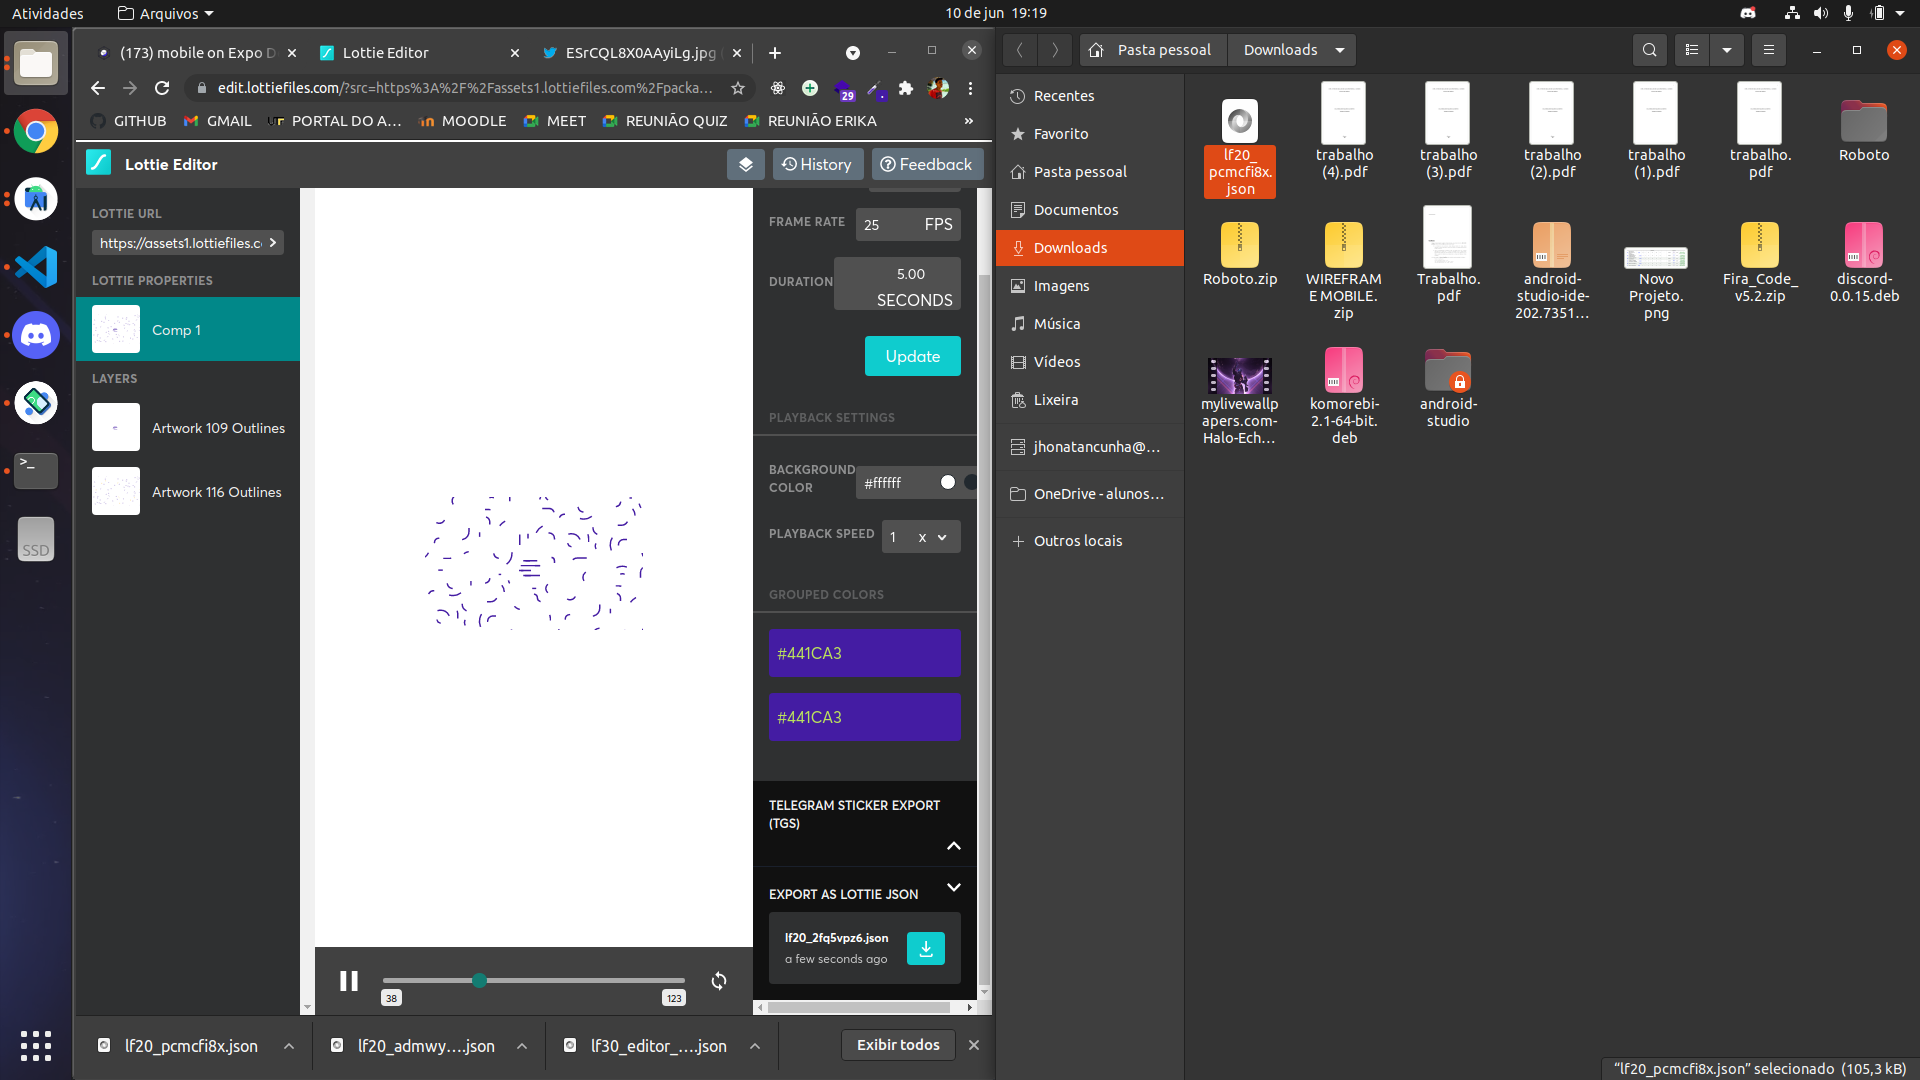 Atividades
Arquivos
10 de jun 19:19
(173) mobile on Expo D
Lottie Editor
ESrCQL8X0AAyiLg.jpg
edit.lottiefiles.com/?src=https%3A%2F%2Fassets1.lottiefiles.com%2Fpacka...
29
GITHUB
GMAIL
PORTAL DO A...
MOODLE
MEET
REUNIÃO QUIZ
REUNIÃO ERIKA
»
Lottie Editor
History
Feedback
LOTTIE URL
https://assets1.lottiefiles.c
LOTTIE PROPERTIES
Comp 1
LAYERS
Artwork 109 Outlines
Artwork 116 Outlines
FRAME RATE
25 FPS
DURATION
5.00
SECONDS
Update
PLAYBACK SETTINGS
BACKGROUND
COLOR
#ffffff
PLAYBACK SPEED
1 x
GROUPED COLORS
#441CA3
#441CA3
TELEGRAM STICKER EXPORT
(TGS)
EXPORT AS LOTTIE JSON
lf20_2fq5vpz6.json
a few seconds ago
38
123
lf20_pcmcfi8x.json
lf20_admwy....json
lf30_editor_....json
Exibir todos
SSD
Pasta pessoal
Downloads
Recentes
Favorito
Pasta pessoal
Documentos
Downloads
Imagens
Música
Vídeos
Lixeira
jhonatancunha@...
OneDrive - alunos...
Outros locais
lf20_
pcmcfi8x.
json
trabalho
(4).pdf
trabalho
(3).pdf
trabalho
(2).pdf
trabalho
(1).pdf
trabalho.
pdf
Roboto
Roboto.zip
WIREFRAM
E MOBILE.
zip
Trabalho.
pdf
android-
studio-ide-
202.7351...
Novo
Projeto.
png
Fira_Code_
v5.2.zip
discord-
0.0.15.deb
mylivewallp
apers.com-
Halo-Ech...
komorebi-
2.1-64-bit.
deb
android-
studio
"lf20_pcmcfi8x.json" selecionado (105,3 kB)